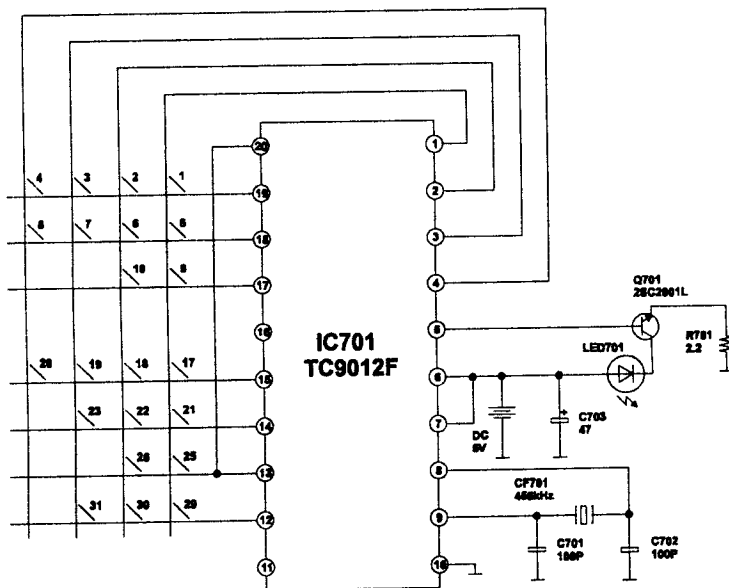 20
1
4 3 2 1
19
2
8 7 6 5
18
3
10 9
17
4
Q701
2SC2001L
16
5
IC701
TC9012F
R701
2.2
LED701
20 19 18 17
15
6
23 22 21
14
7
DC
C703
47
+
26 25
13
8
CF701
455kHz
31 30 29
12
9
C701
100P
C702
100P
11
10